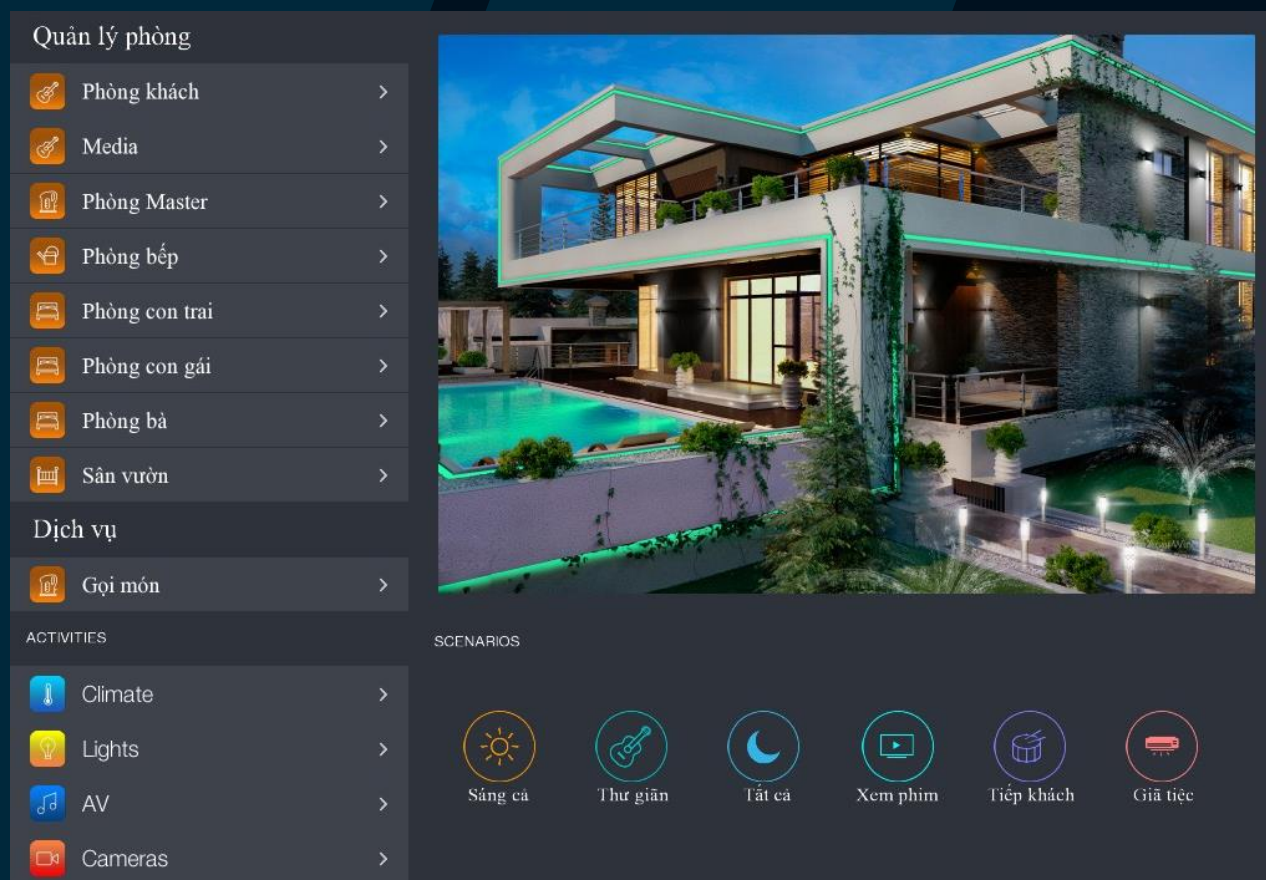 Quản lý phòng
Phòng khách
Media
Phòng Master
Phòng bếp
Phòng con trai
Phòng con gái
Phòng bà
Sân vườn
Dịch vụ
Gọi món
ACTIVITIES
Climate
Lights
AV
Cameras
SCENARIOS
Sáng cả
Thư giãn
Tắt cả
Xem phim
Tiếp khách
Giã tiệc